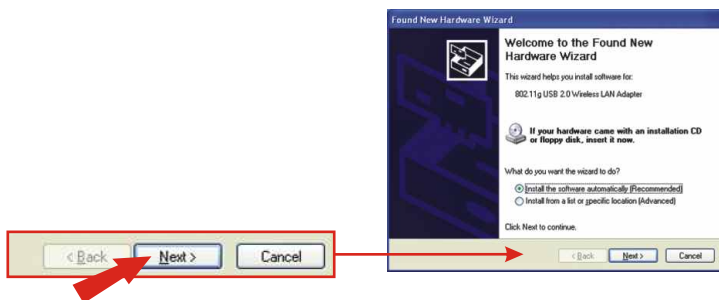 Found New Hardware Wizard
Welcome to the Found New
Hardware Wizard
This wizard helps you install software for:
802.11g USB 2.0 Wireless LAN Adapter
If your hardware came with an installation CD
or floppy disk, insert it now.
What do you want the wizard to do?
Install the software automatically (Recommended)
Install from a list or specific location (Advanced)
Click Next to continue.
< Back Next > Cancel
< Back Next > Cancel